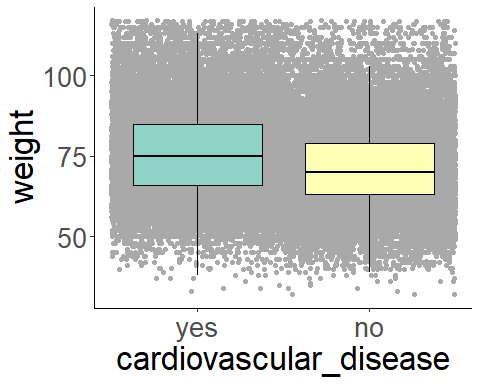 weight
100
75
50
yes no
cardiovascular_disease